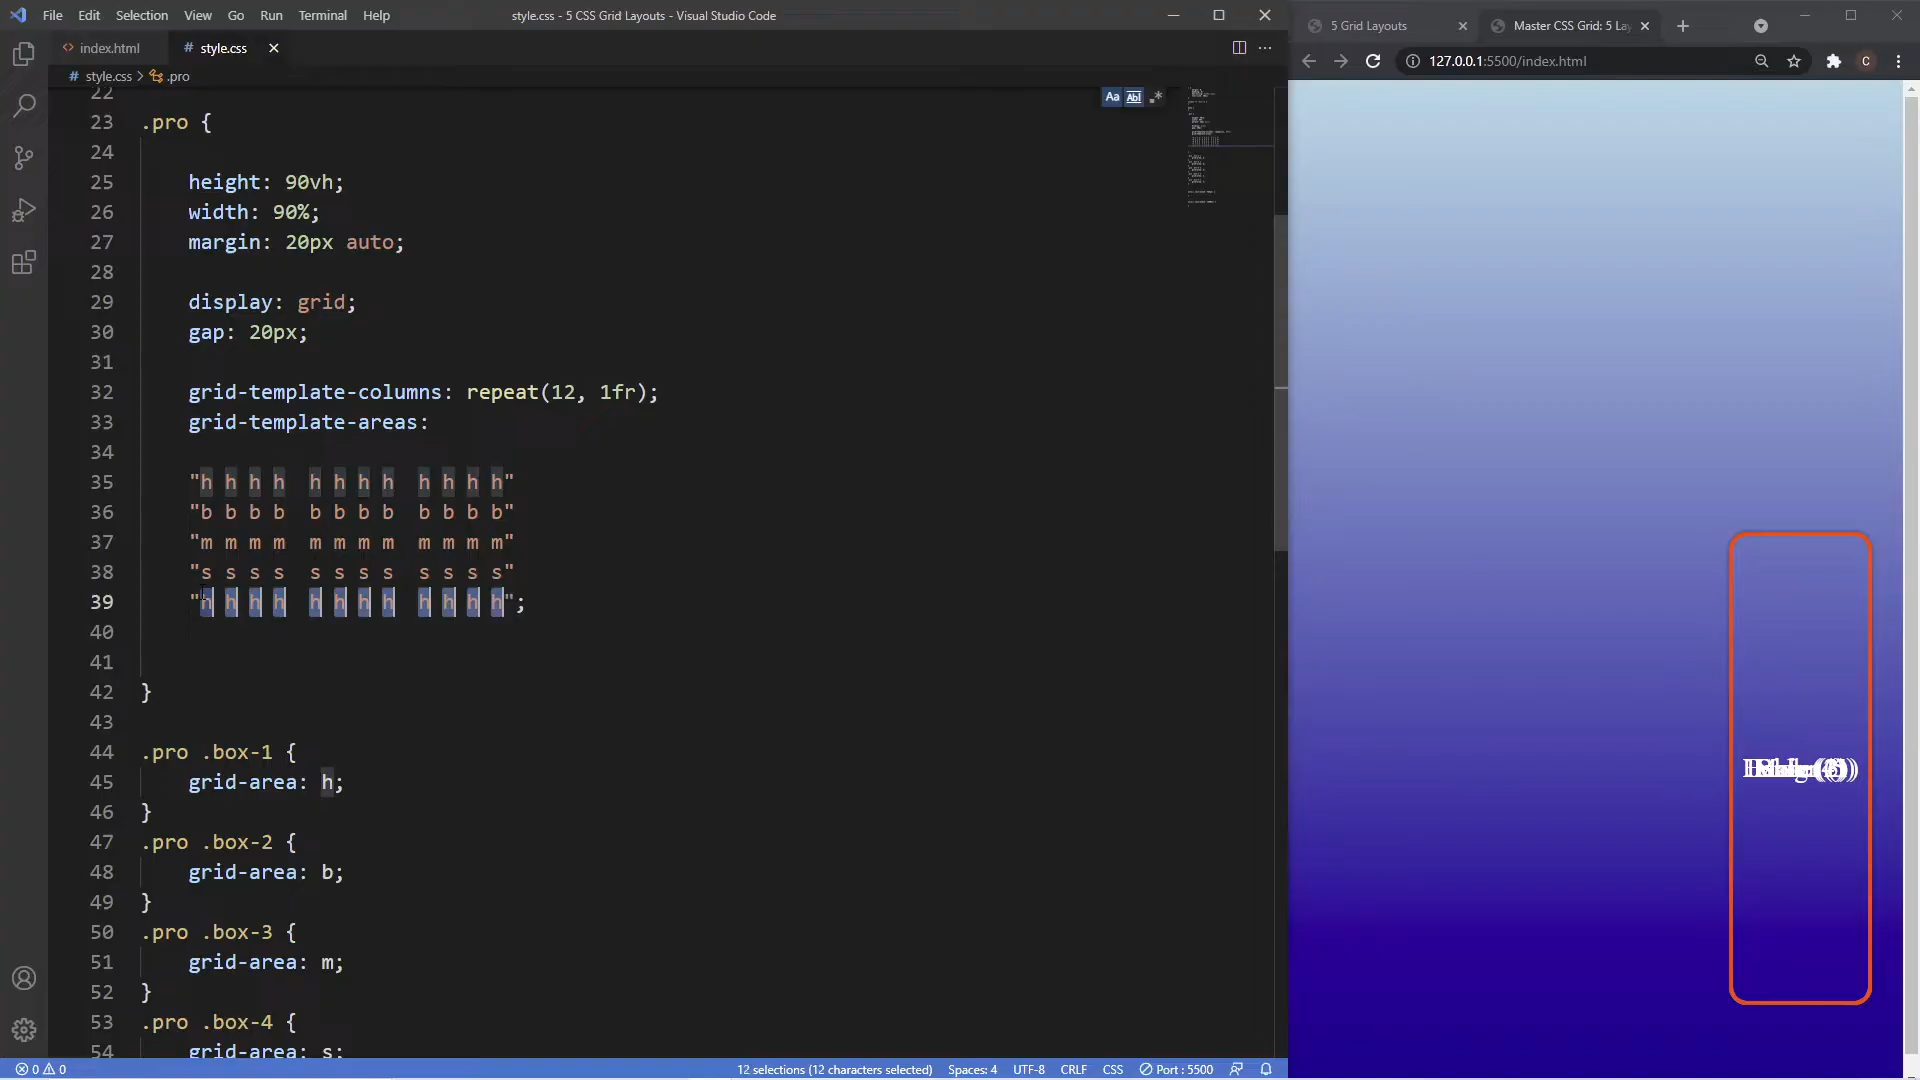 File Edit Selection View Go Run Terminal Help
style.css - 5 CSS Grid Layouts - Visual Studio Code
index.html
# style.css
# style.css > .pro
Aa Abl .*
22
23 .pro {
24
25 height: 90vh;
26 width: 90%;
27 margin: 20px auto;
28
29 display: grid;
30 gap: 20px;
31
32 grid-template-columns: repeat(12, 1fr);
33 grid-template-areas:
34
35 "h h h h  h h h h  h h h h"
36 "b b b b  b b b b  b b b b"
37 "m m m m  m m m m  m m m m"
38 "s s s s  s s s s  s s s s"
39 "h h h h  h h h h  h h h h";
40
41
42 }
43
44 .pro .box-1 {
45 grid-area: h;
46 }
47 .pro .box-2 {
48 grid-area: b;
49 }
50 .pro .box-3 {
51 grid-area: m;
52 }
53 .pro .box-4 {
54 grid-area: s;
0 0
12 selections (12 characters selected) Spaces: 4 UTF-8 CRLF CSS Port : 5500
5 Grid Layouts
Master CSS Grid: 5 La
127.0.0.1:5500/index.html
C